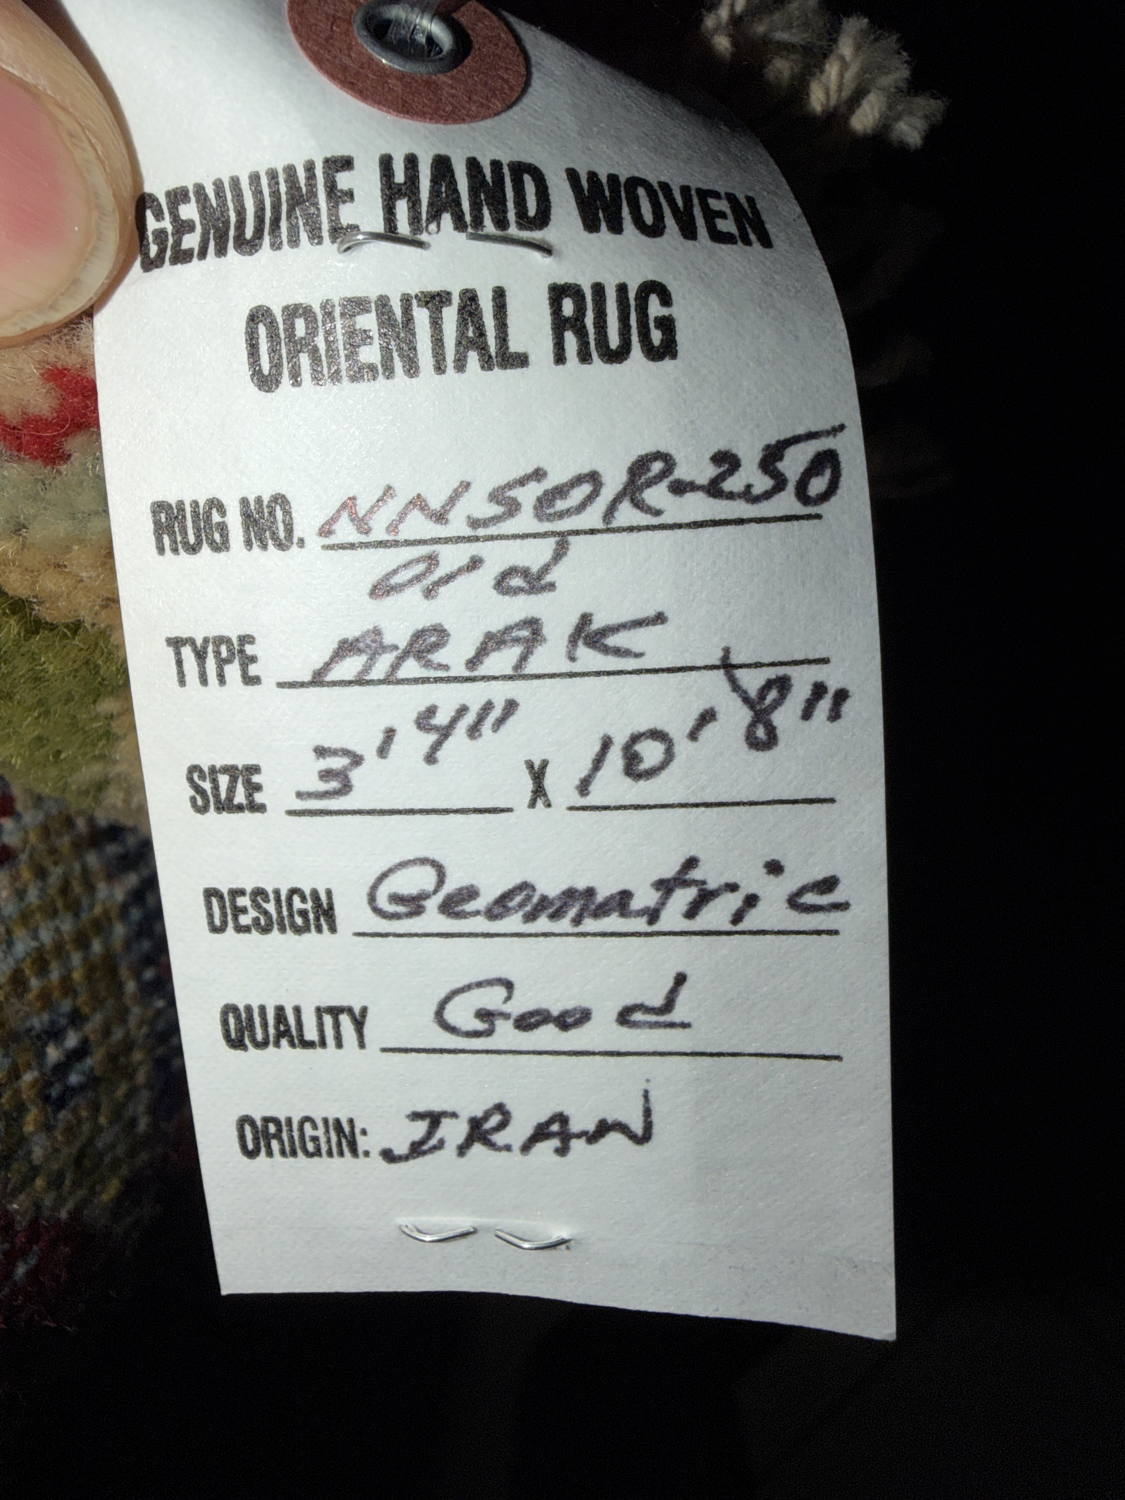 GENUINE HAND WOVEN
ORIENTAL RUG
RUG NO. NNSOR-250
old
TYPE ARAK
SIZE 3'4" X 10'8"
DESIGN Geomatric
QUALITY Good
ORIGIN: IRAN